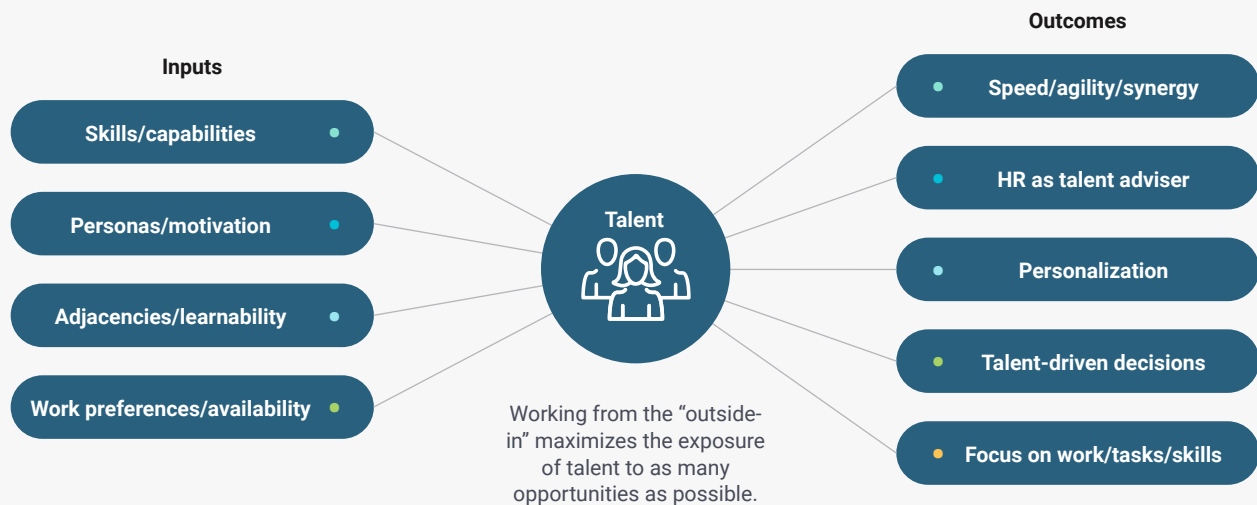 Inputs
Skills/capabilities
Personas/motivation
Adjacencies/learnability
Work preferences/availability
Talent
Working from the “outside-
in” maximizes the exposure
of talent to as many
opportunities as possible.
Outcomes
Speed/agility/synergy
HR as talent adviser
Personalization
Talent-driven decisions
Focus on work/tasks/skills